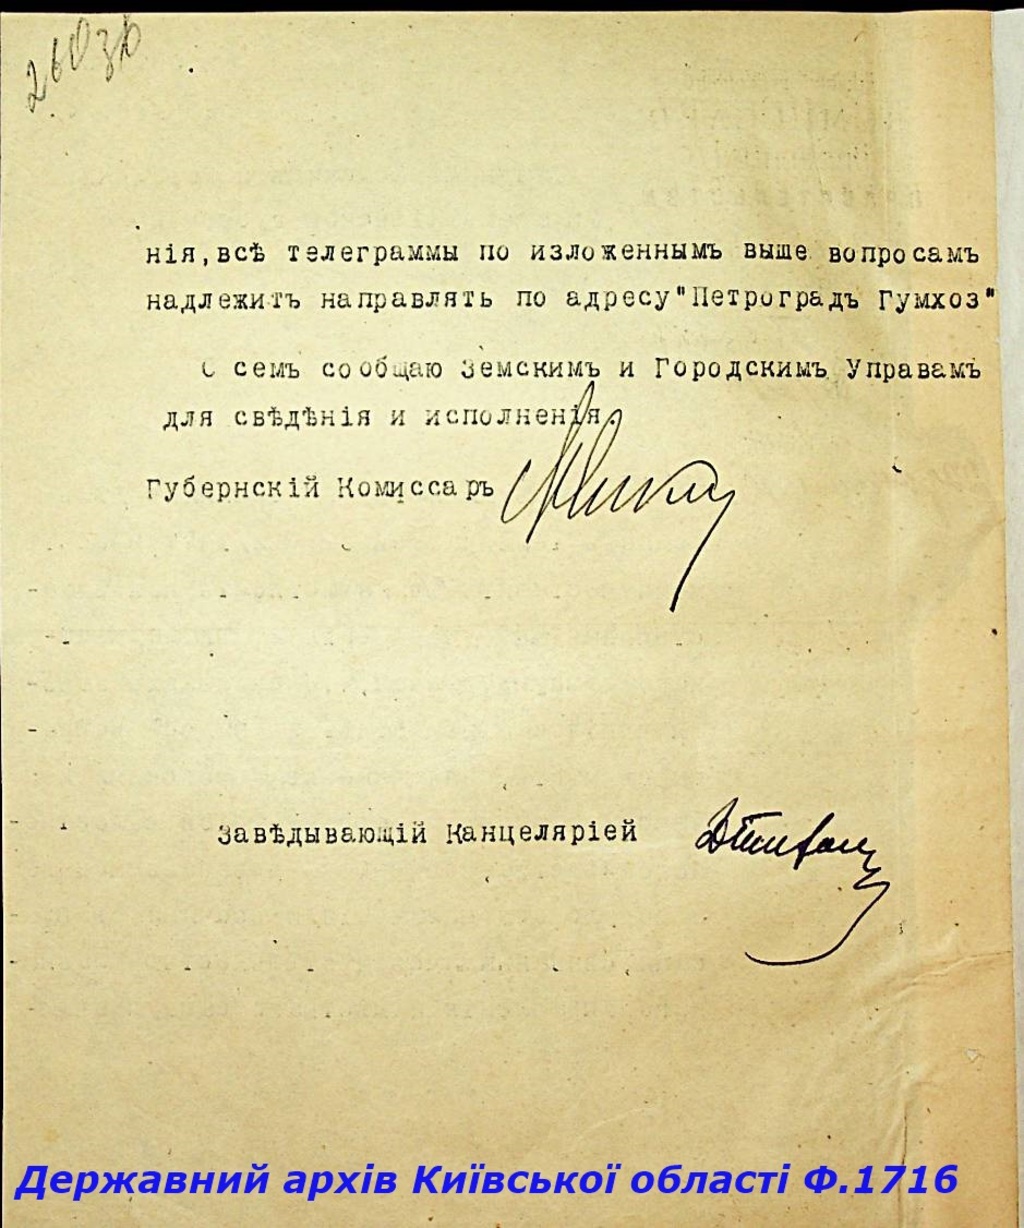 260зв
нія, всѣ телеграммы по изложеннымъ выше вопросамъ
надлежитъ направлять по адресу "Петроградъ Гумхоз"
О семъ сообщаю Земскимъ и Городскимъ Управамъ
для свѣдѣнія и исполненія.
Губернскій Комиссаръ
Завѣдывающій Канцеляріей
Державний архів Київської області Ф.1716